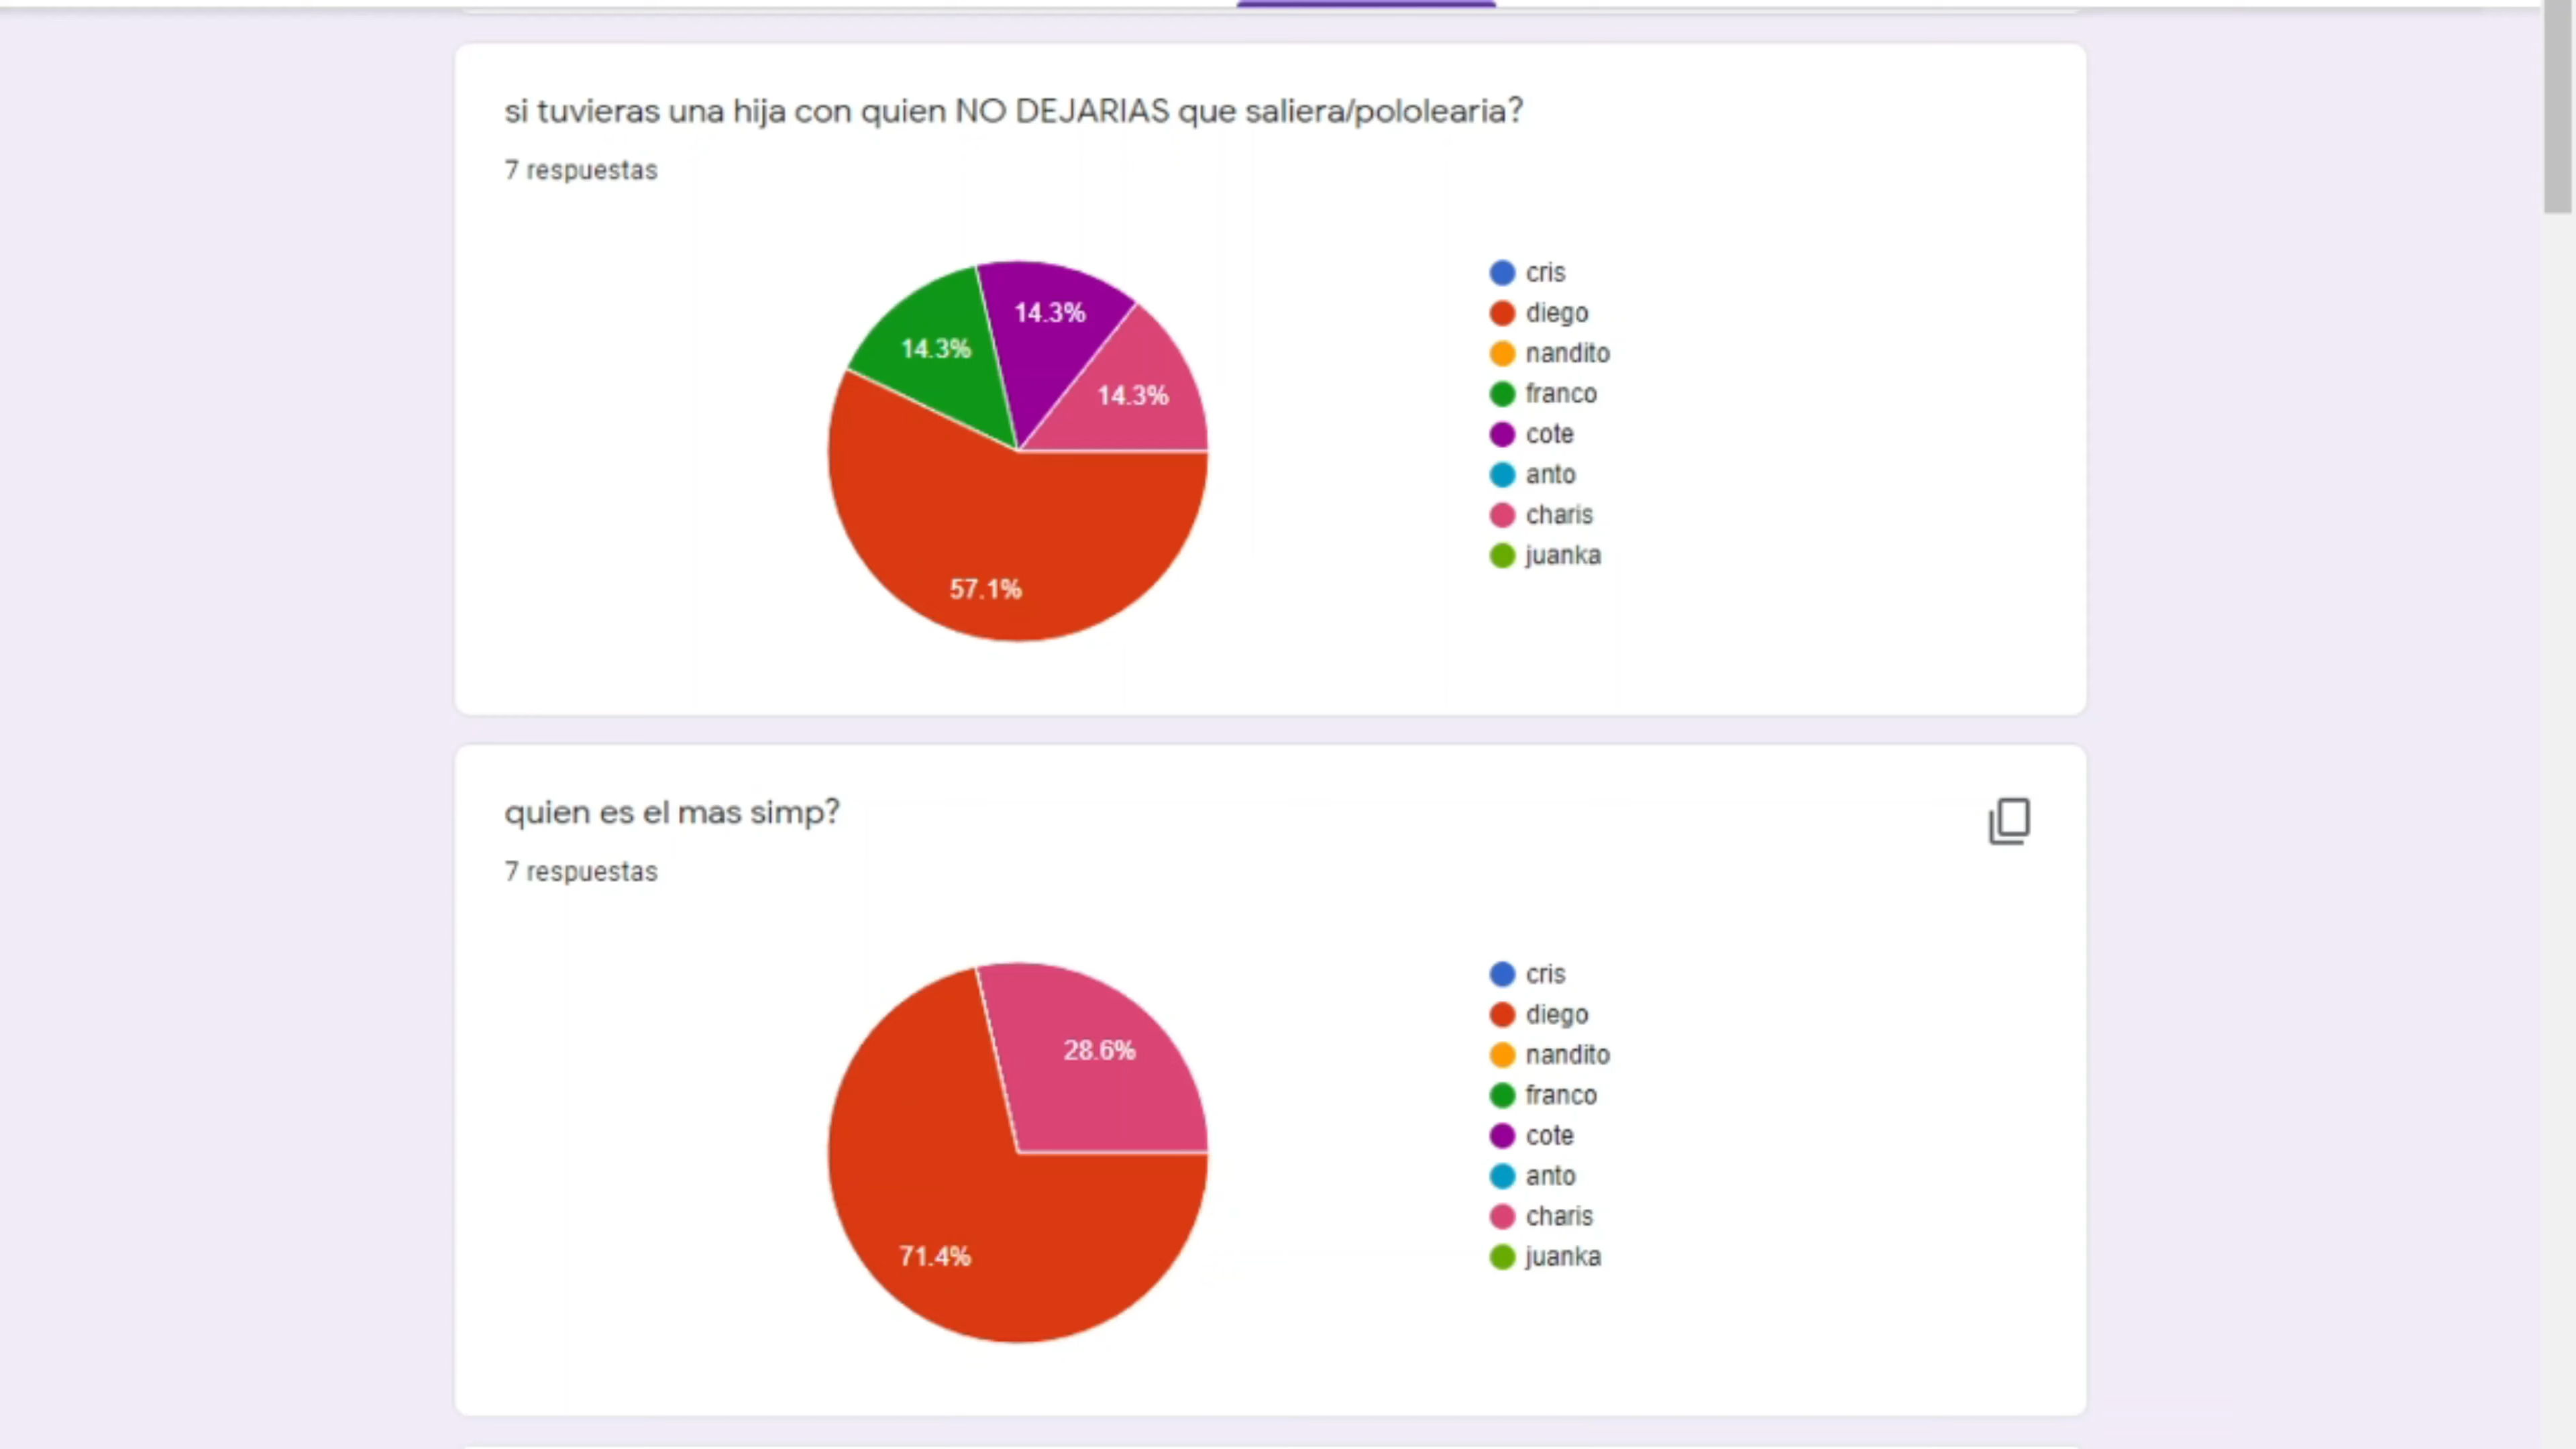 si tuvieras una hija con quien NO DEJARIAS que saliera/pololearia?
7 respuestas
14.3%
14.3%
14.3%
57.1%
cris
diego
nandito
franco
cote
anto
charis
juanka
quien es el mas simp?
7 respuestas
28.6%
71.4%
cris
diego
nandito
franco
cote
anto
charis
juanka